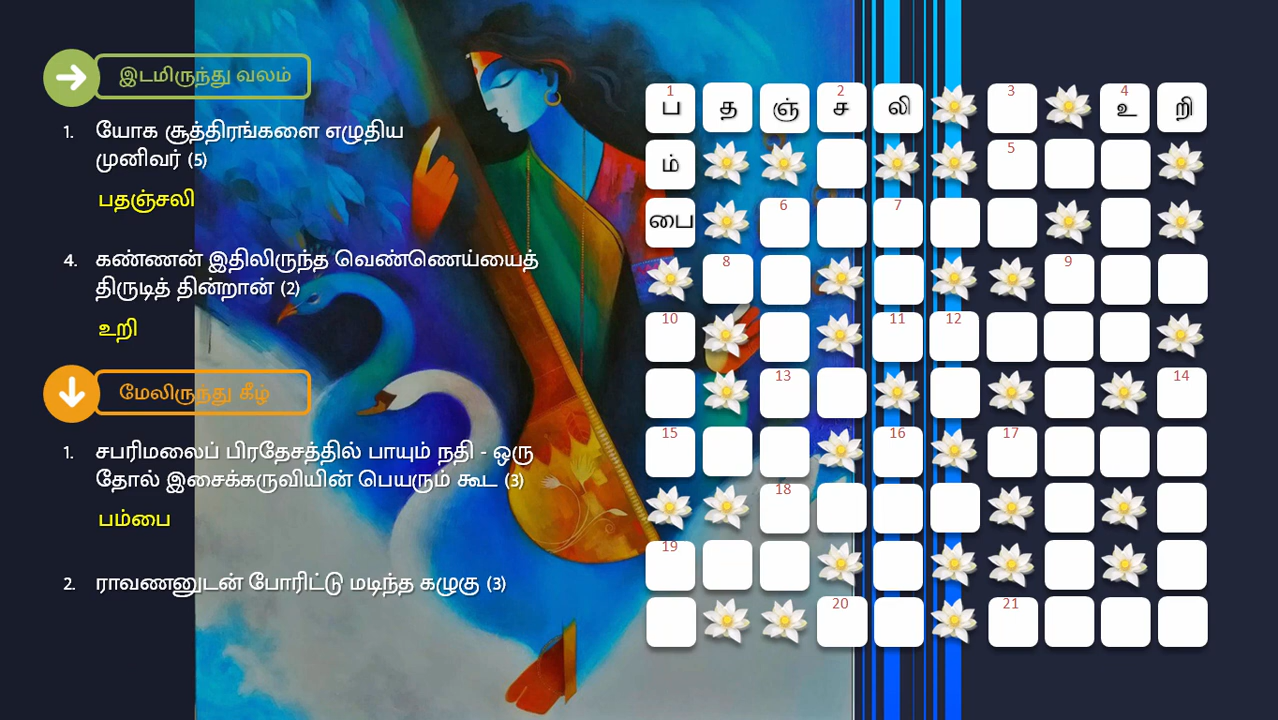 இடமிருந்து வலம்
1. யோக சூத்திரங்களை எழுதிய
முனிவர் (5)
பதஞ்சலி
4. கண்ணன் இதிலிருந்த வெண்ணெய்யைத்
திருடித் தின்றான் (2)
உறி
மேலிருந்து கீழ்
1. சபரிமலைப் பிரதேசத்தில் பாயும் நதி - ஒரு
தோல் இசைக்கருவியின் பெயரும் கூட (3)
பம்பை
2. ராவணனுடன் போரிட்டு மடிந்த கழுகு (3)
1 2 3 4
ப த ஞ் ச லி உ றி
5
ம்
6 7
பை
8 9
10 11 12
13 14
15 16 17
18
19
20 21